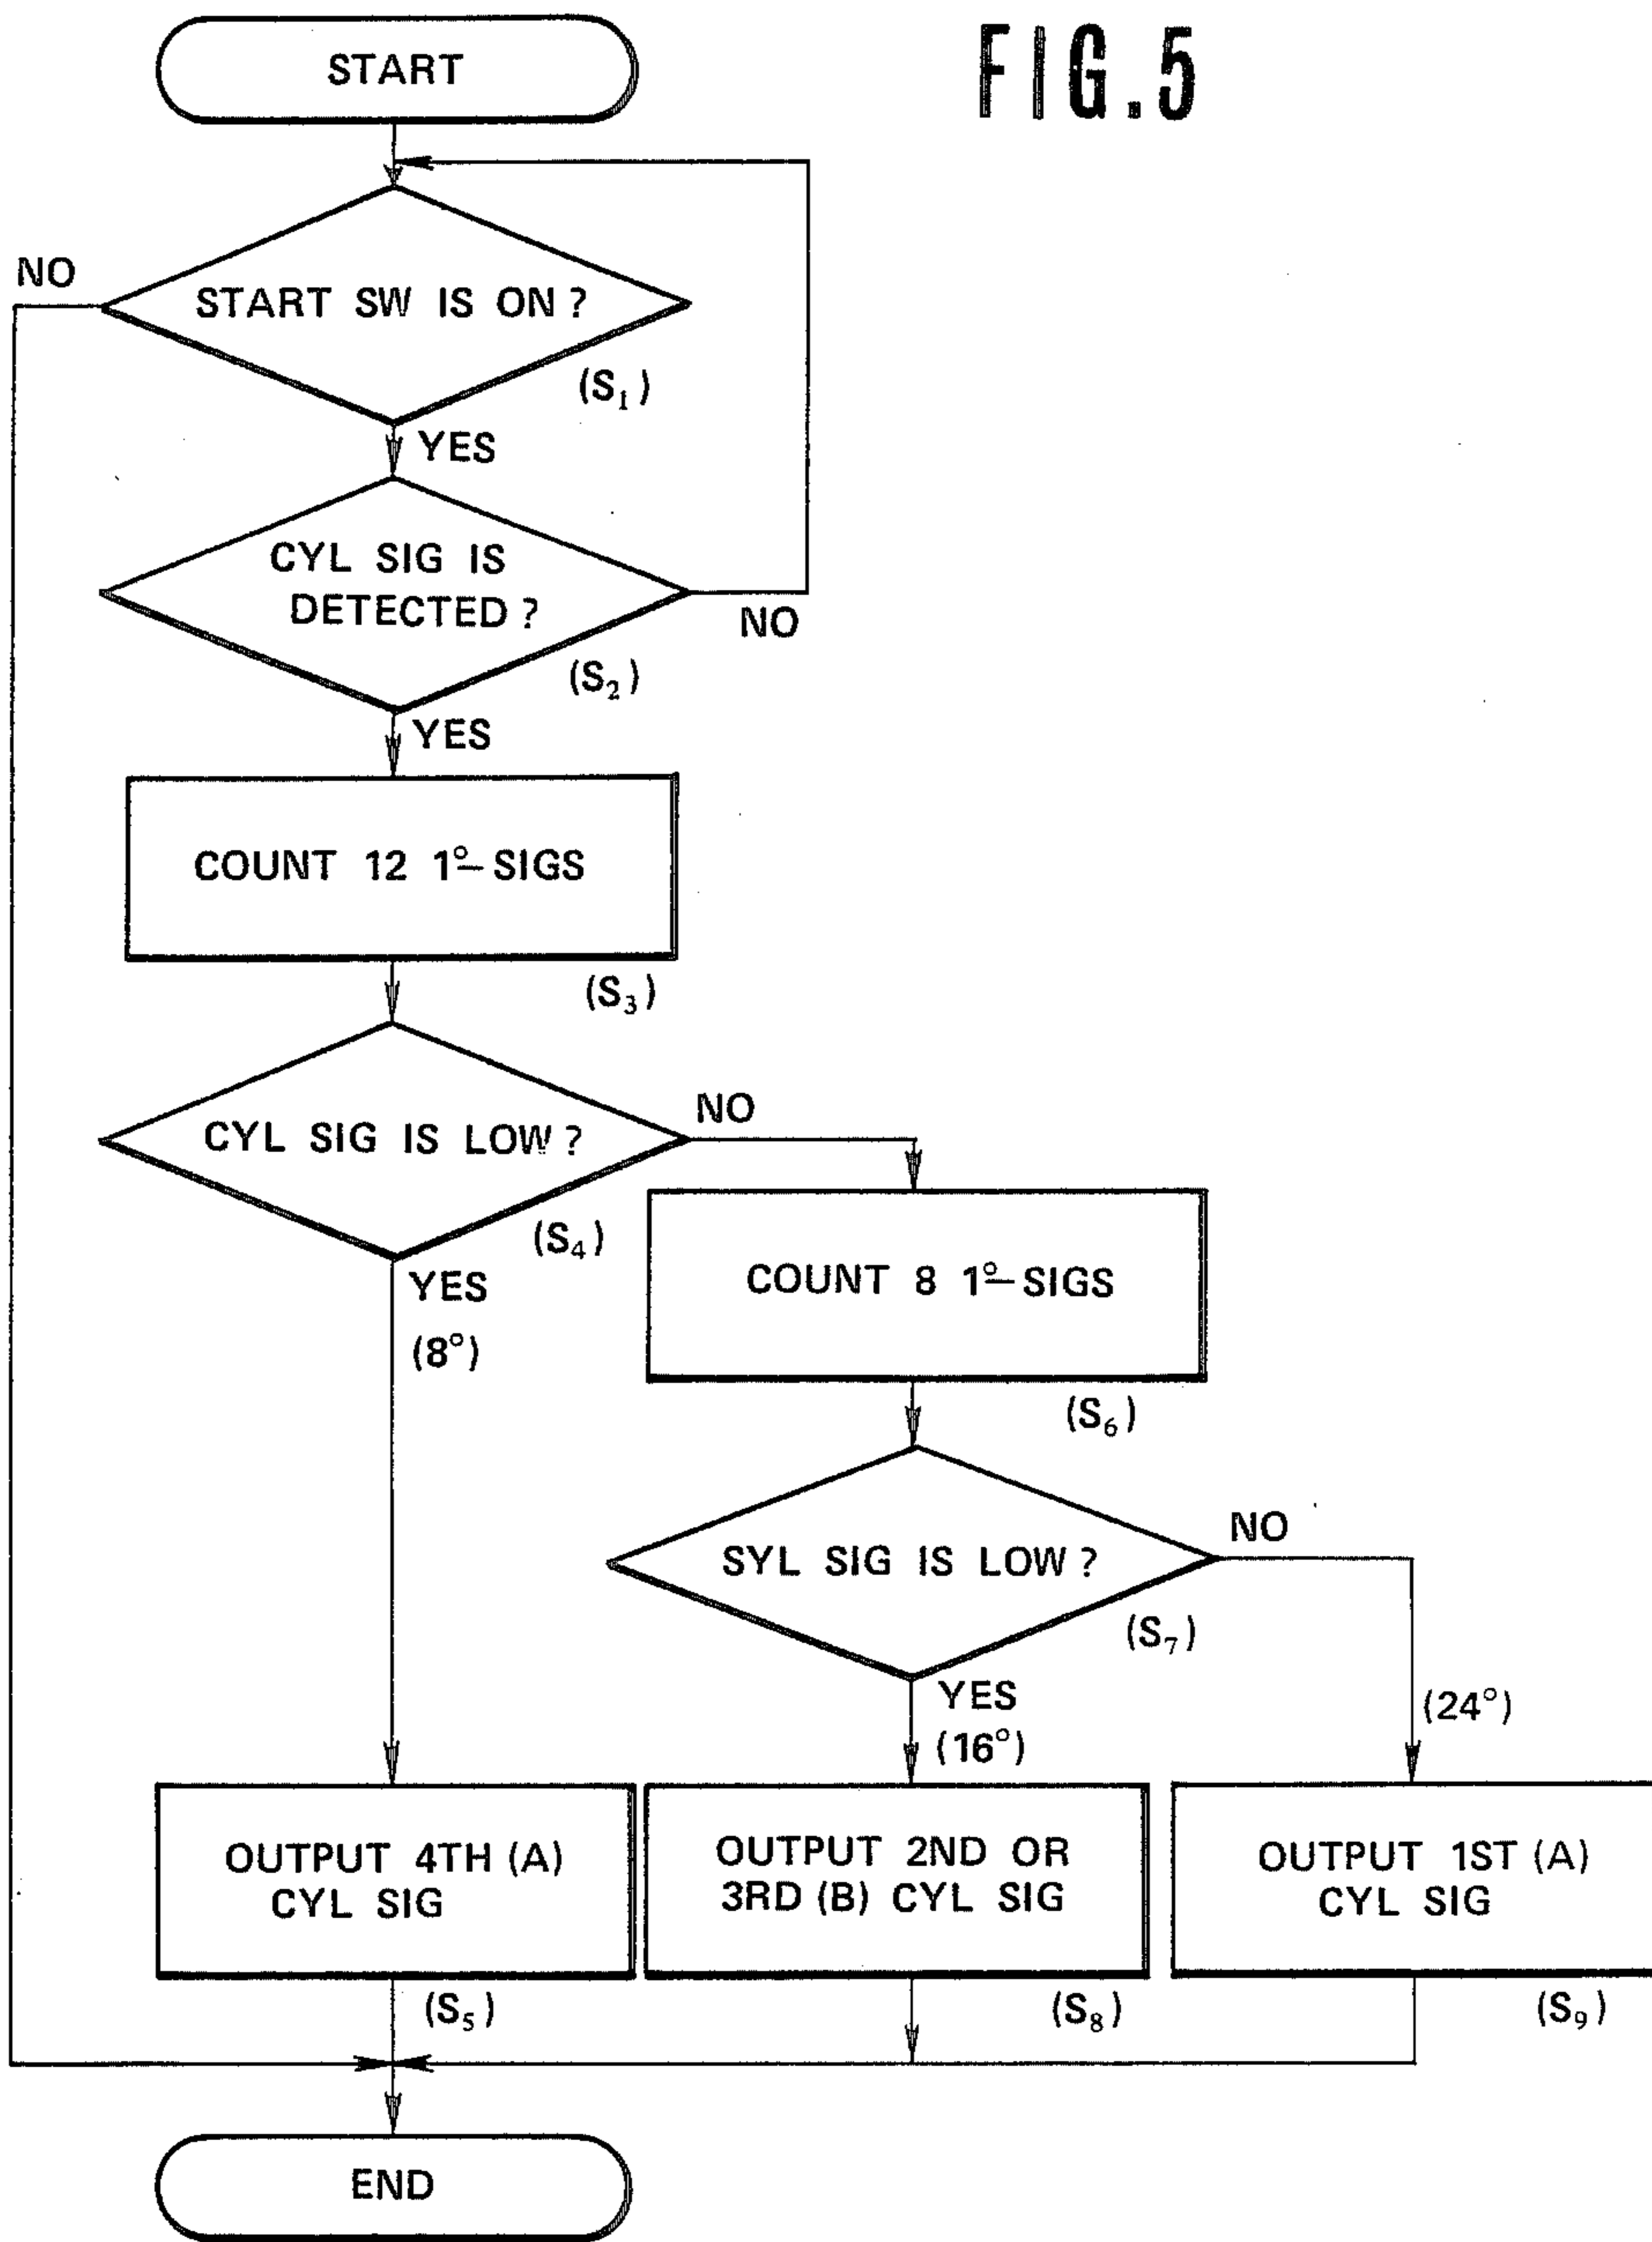 FIG.5
START
NO
START SW IS ON?
(S₁)
YES
CYL SIG IS
DETECTED?
NO
(S₂)
YES
COUNT 12 1°-SIGS
(S₃)
CYL SIG IS LOW?
NO
(S₄)
YES
(8°)
COUNT 8 1°-SIGS
(S₆)
SYL SIG IS LOW?
NO
(S₇)
YES
(16°)
(24°)
OUTPUT 4TH (A)
CYL SIG
(S₅)
OUTPUT 2ND OR
3RD (B) CYL SIG
(S₈)
OUTPUT 1ST (A)
CYL SIG
(S₉)
END